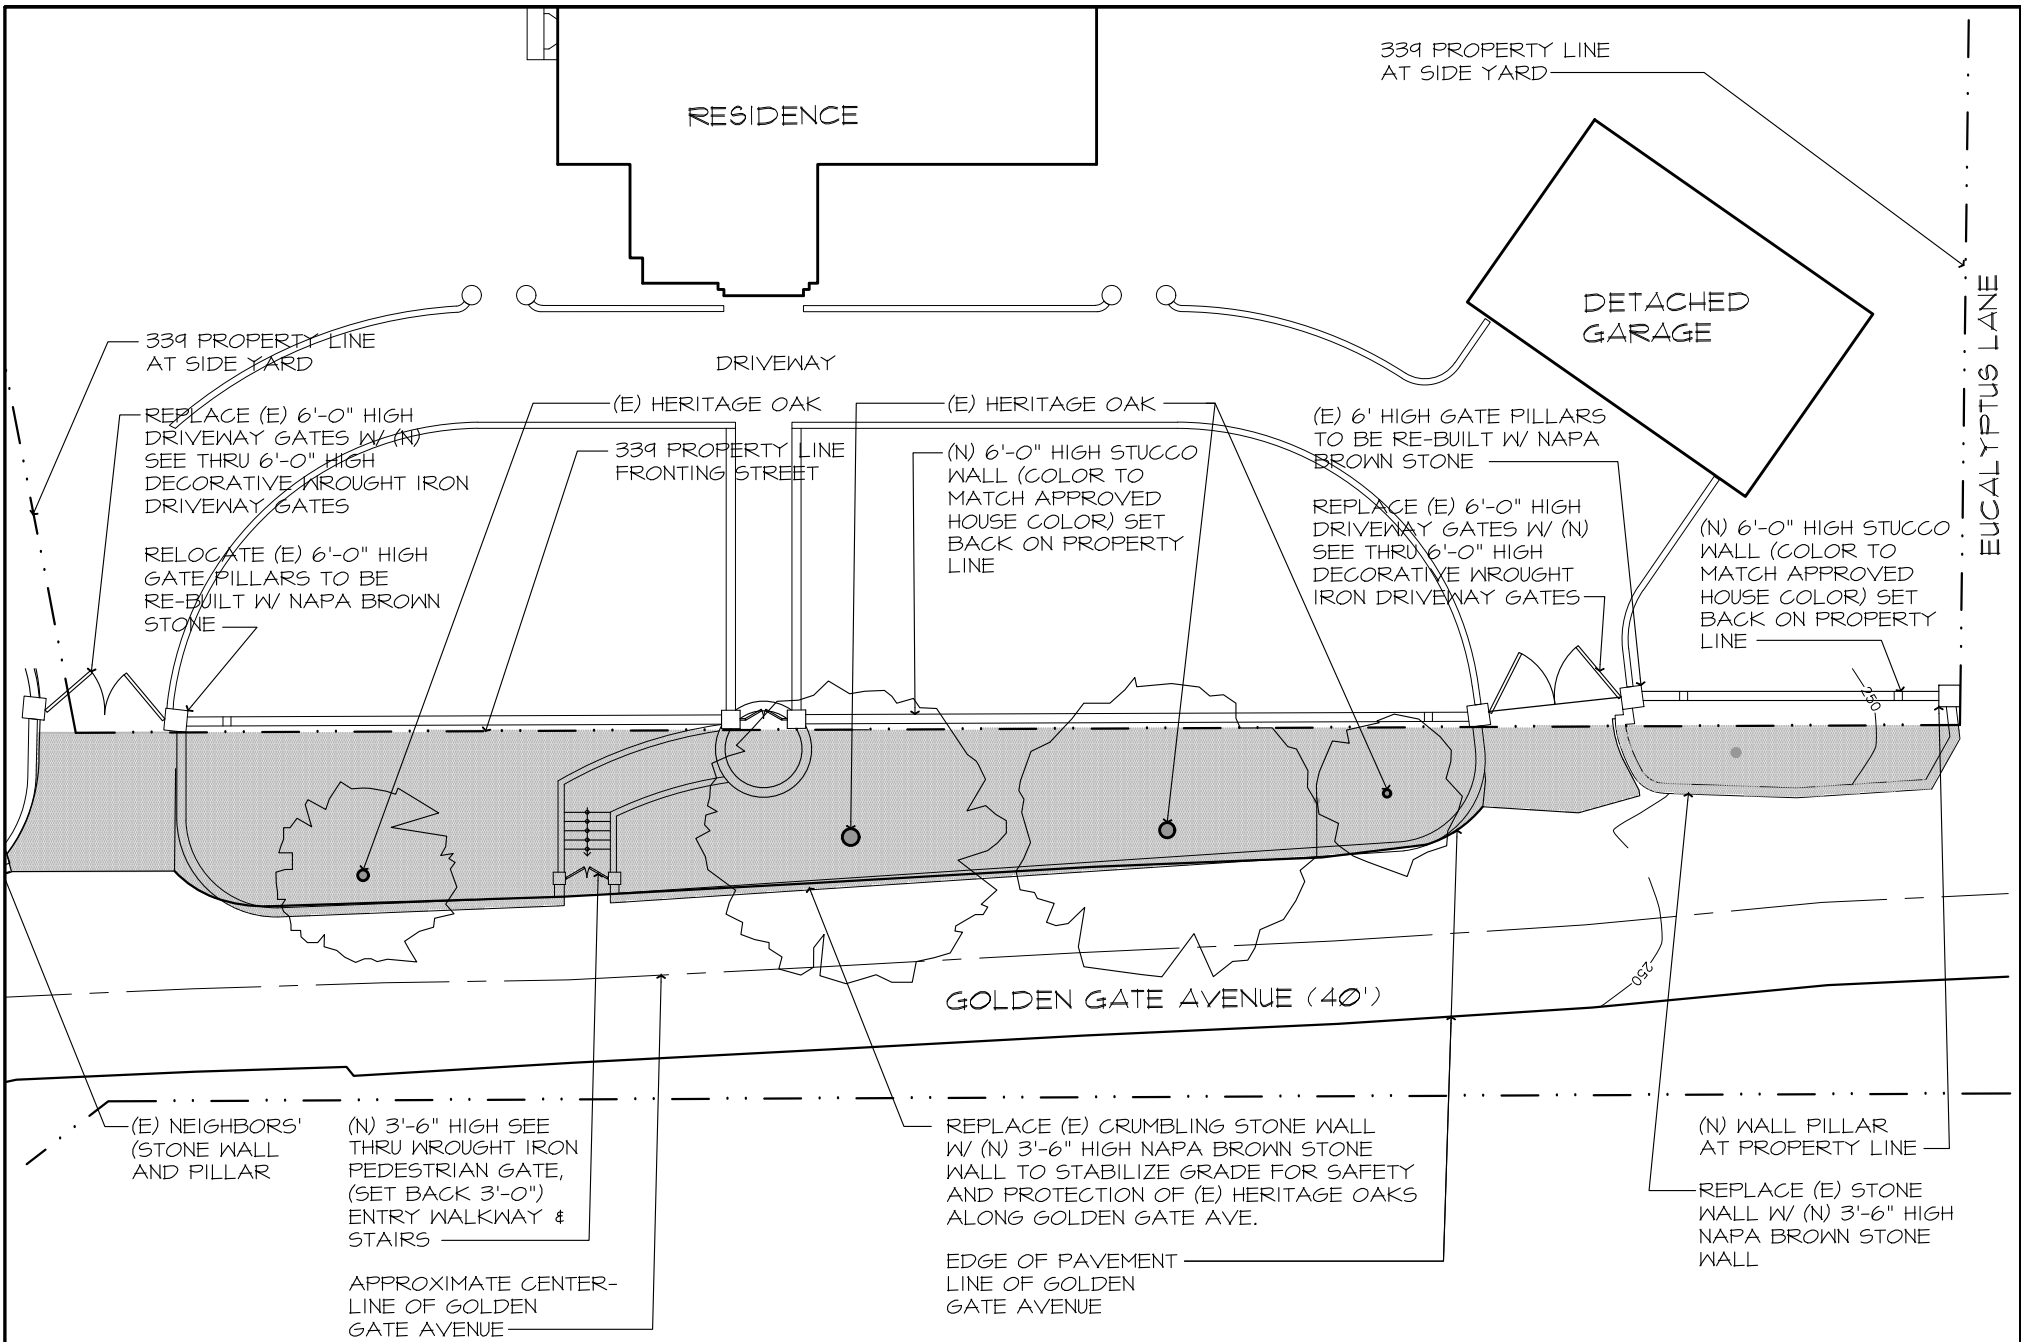 339 PROPERTY LINE
AT SIDE YARD
RESIDENCE
DETACHED
GARAGE
EUCALYPTUS LANE
339 PROPERTY LINE
AT SIDE YARD
DRIVEWAY
REPLACE (E) 6'-0" HIGH
DRIVEWAY GATES W/ (N)
SEE THRU 6'-0" HIGH
DECORATIVE WROUGHT IRON
DRIVEWAY GATES
(E) HERITAGE OAK
(E) HERITAGE OAK
339 PROPERTY LINE
FRONTING STREET
(N) 6'-0" HIGH STUCCO
WALL (COLOR TO
MATCH APPROVED
HOUSE COLOR) SET
BACK ON PROPERTY
LINE
(E) 6' HIGH GATE PILLARS
TO BE RE-BUILT W/ NAPA
BROWN STONE
REPLACE (E) 6'-0" HIGH
DRIVEWAY GATES W/ (N)
SEE THRU 6'-0" HIGH
DECORATIVE WROUGHT
IRON DRIVEWAY GATES
(N) 6'-0" HIGH STUCCO
WALL (COLOR TO
MATCH APPROVED
HOUSE COLOR) SET
BACK ON PROPERTY
LINE
RELOCATE (E) 6'-0" HIGH
GATE PILLARS TO BE
RE-BUILT W/ NAPA BROWN
STONE
250
250
GOLDEN GATE AVENUE (40')
(E) NEIGHBORS'
(STONE WALL
AND PILLAR
(N) 3'-6" HIGH SEE
THRU WROUGHT IRON
PEDESTRIAN GATE,
(SET BACK 3'-0")
ENTRY WALKWAY &
STAIRS
APPROXIMATE CENTER-
LINE OF GOLDEN
GATE AVENUE
REPLACE (E) CRUMBLING STONE WALL
W/ (N) 3'-6" HIGH NAPA BROWN STONE
WALL TO STABILIZE GRADE FOR SAFETY
AND PROTECTION OF (E) HERITAGE OAKS
ALONG GOLDEN GATE AVE.
EDGE OF PAVEMENT
LINE OF GOLDEN
GATE AVENUE
(N) WALL PILLAR
AT PROPERTY LINE
REPLACE (E) STONE
WALL W/ (N) 3'-6" HIGH
NAPA BROWN STONE
WALL